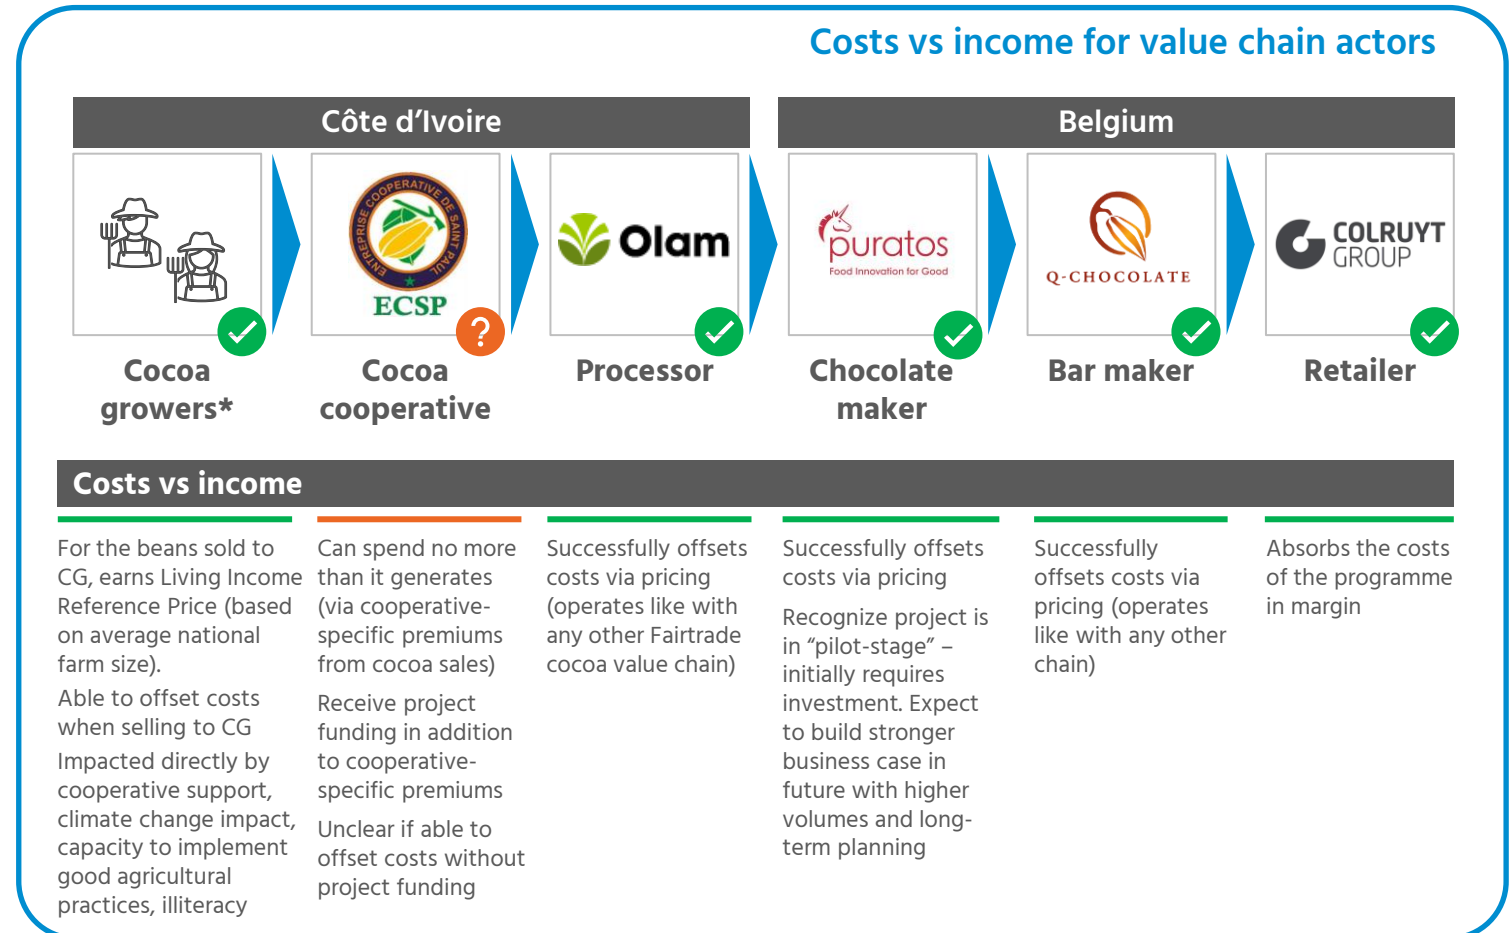 Costs vs income for value chain actors
Côte d’Ivoire
Belgium
ENTREPRISE COOPERATIVE DE SAINT PAUL
ECSP
?
Olam
puratos
Food Innovation for Good
Q-CHOCOLATE
COLRUYT
GROUP
Cocoa
growers*
Cocoa
cooperative
Processor
Chocolate
maker
Bar maker
Retailer
Costs vs income
For the beans sold to
CG, earns Living Income
Reference Price (based
on average national
farm size).
Able to offset costs
when selling to CG
Impacted directly by
cooperative support,
climate change impact,
capacity to implement
good agricultural
practices, illiteracy
Can spend no more
than it generates
(via cooperative-
specific premiums
from cocoa sales)
Receive project
funding in addition
to cooperative-
specific premiums
Unclear if able to
offset costs without
project funding
Successfully offsets
costs via pricing
(operates like with
any other Fairtrade
cocoa value chain)
Successfully offsets
costs via pricing
Recognize project is
in “pilot-stage” –
initially requires
investment. Expect
to build stronger
business case in
future with higher
volumes and long-
term planning
Successfully
offsets costs via
pricing (operates
like with any other
chain)
Absorbs the costs
of the programme
in margin